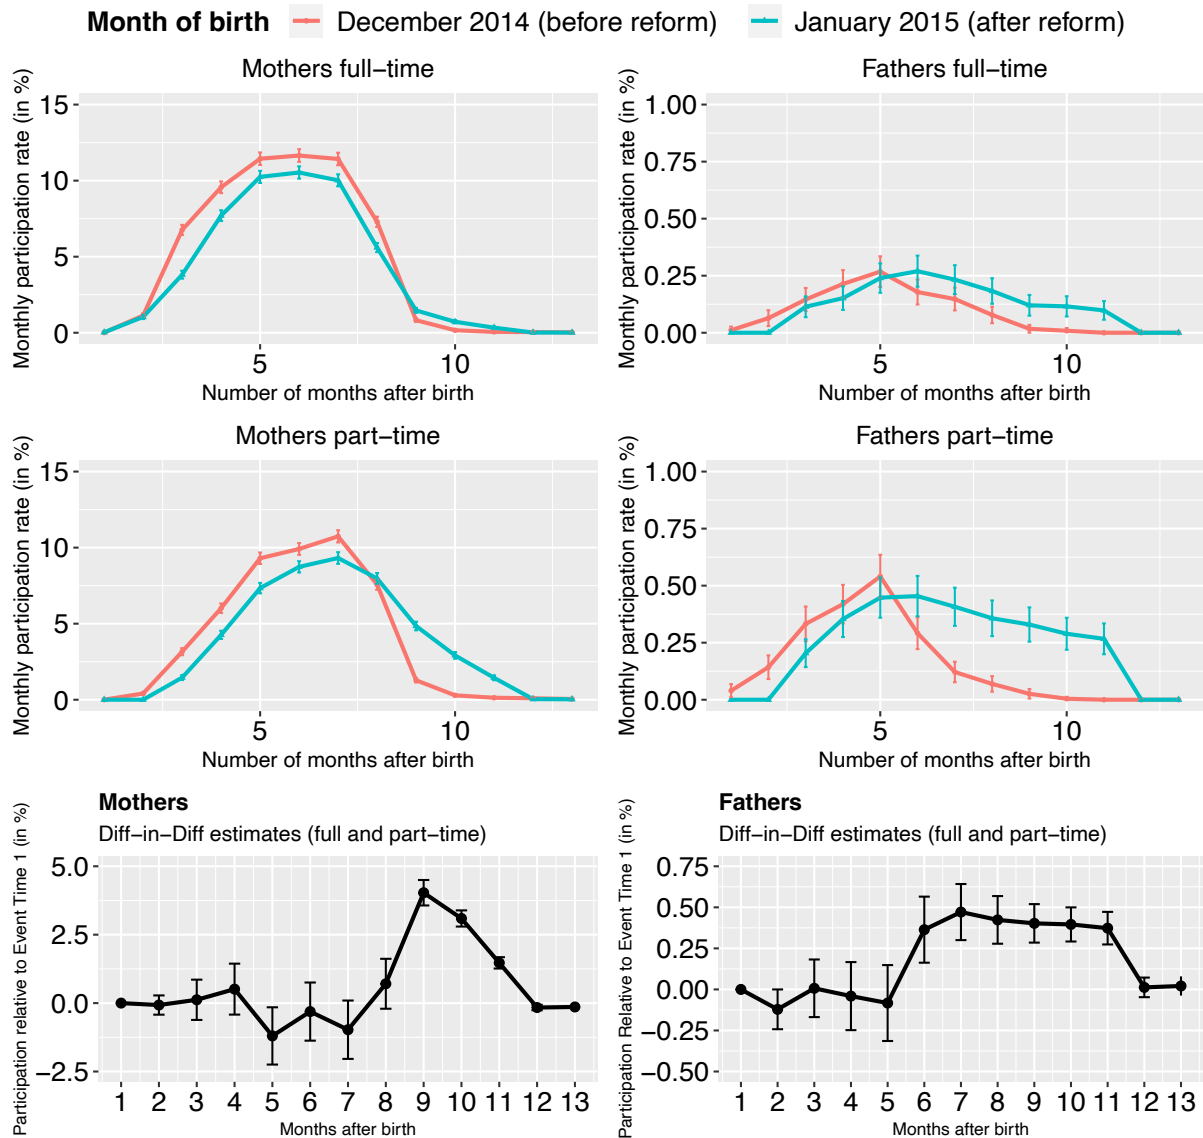 Month of birth December 2014 (before reform) January 2015 (after reform)
Mothers full−time
Monthly participation rate (in %)
15
10
5
0
5 10
Number of months after birth
Fathers full−time
Monthly participation rate (in %)
1.00
0.75
0.50
0.25
0.00
5 10
Number of months after birth
Mothers part−time
Monthly participation rate (in %)
15
10
5
0
5 10
Number of months after birth
Fathers part−time
Monthly participation rate (in %)
1.00
0.75
0.50
0.25
0.00
5 10
Number of months after birth
Mothers
Diff−in−Diff estimates (full and part−time)
Participation relative to Event Time 1 (in %)
5.0
2.5
0.0
−2.5
1 2 3 4 5 6 7 8 9 10 11 12 13
Months after birth
Fathers
Diff−in−Diff estimates (full and part−time)
Participation Relative to Event Time 1 (in %)
0.75
0.50
0.25
0.00
−0.25
−0.50
1 2 3 4 5 6 7 8 9 10 11 12 13
Months after birth